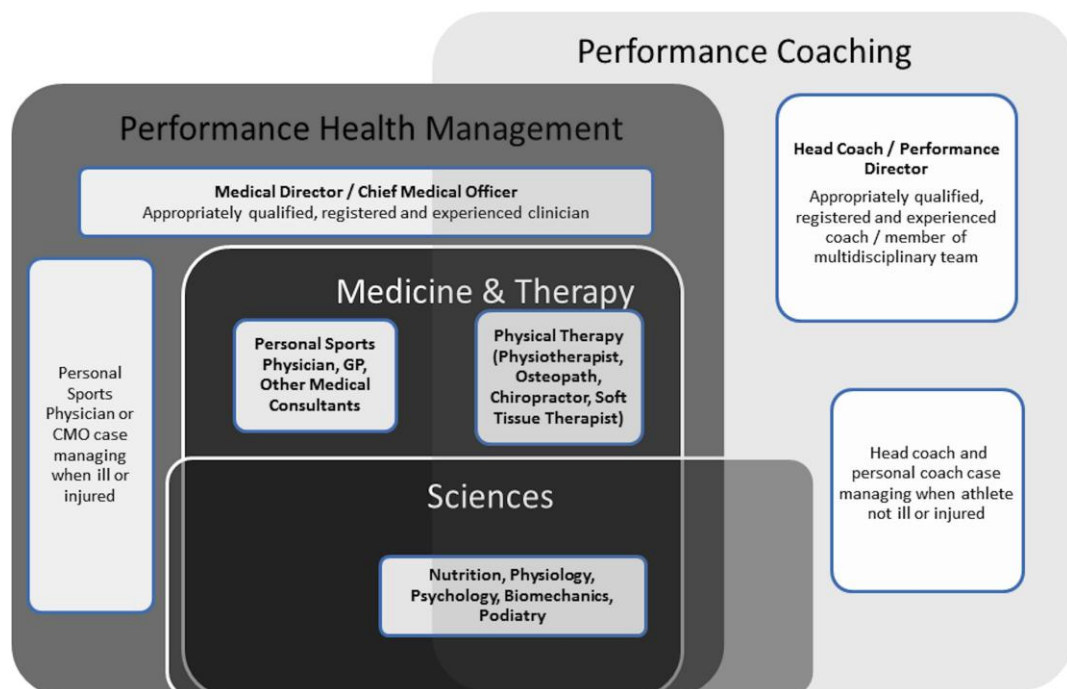 Performance Coaching
Performance Health Management
Medical Director / Chief Medical Officer
Appropriately qualified, registered and experienced clinician
Head Coach / Performance
Director
Appropriately qualified,
registered and experienced
coach / member of
multidisciplinary team
Personal
Sports
Physician or
CMO case
managing
when ill or
injured
Medicine & Therapy
Personal Sports
Physician, GP,
Other Medical
Consultants
Physical Therapy
(Physiotherapist,
Osteopath,
Chiropractor, Soft
Tissue Therapist)
Head coach and
personal coach case
managing when athlete
not ill or injured
Sciences
Nutrition, Physiology,
Psychology, Biomechanics,
Podiatry